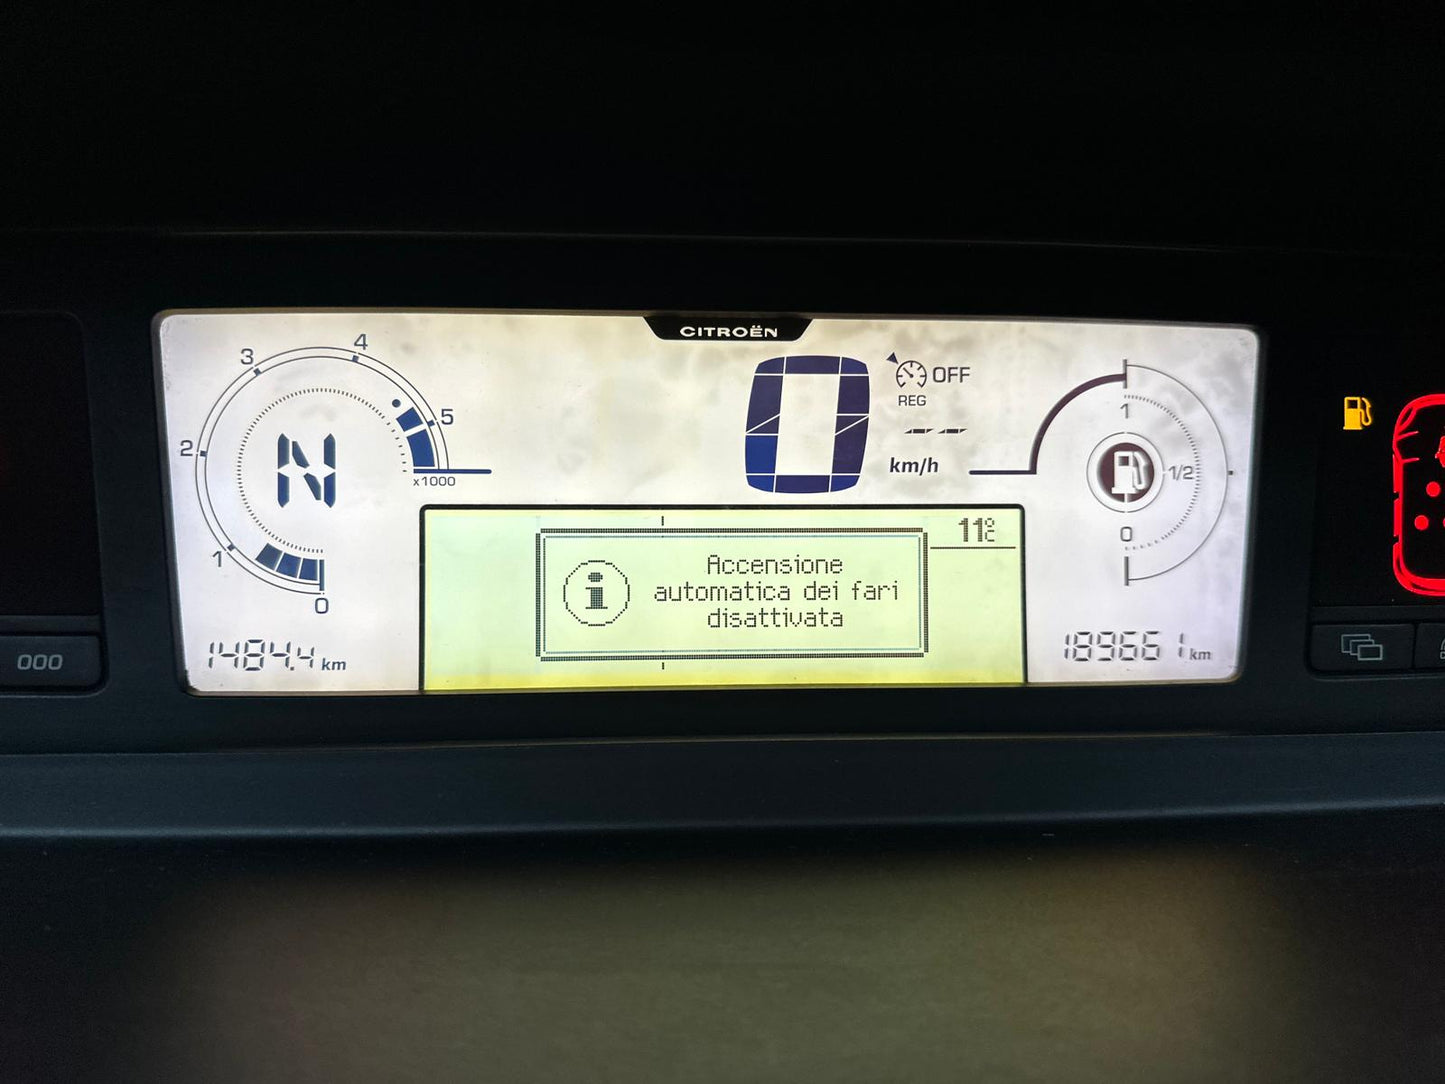 CITROËN
4
3
5
2
x1000
1
0
N
0
OFF
REG
-- --
km/h
1
1/2
0
11°C
i
Accensione
automatica dei fari
disattivata
000
1484.4 km
189661 km